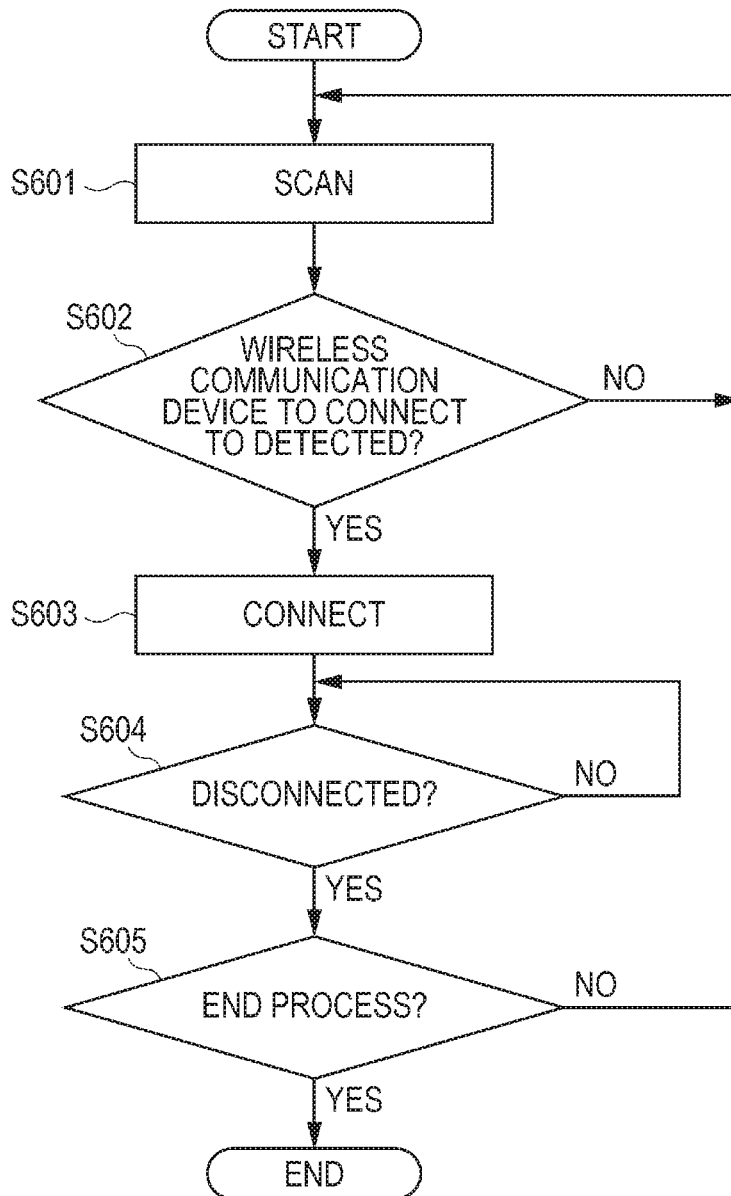 START
S601
SCAN
S602
WIRELESS
COMMUNICATION
DEVICE TO CONNECT
TO DETECTED?
NO
YES
S603
CONNECT
S604
DISCONNECTED?
NO
YES
S605
END PROCESS?
NO
YES
END